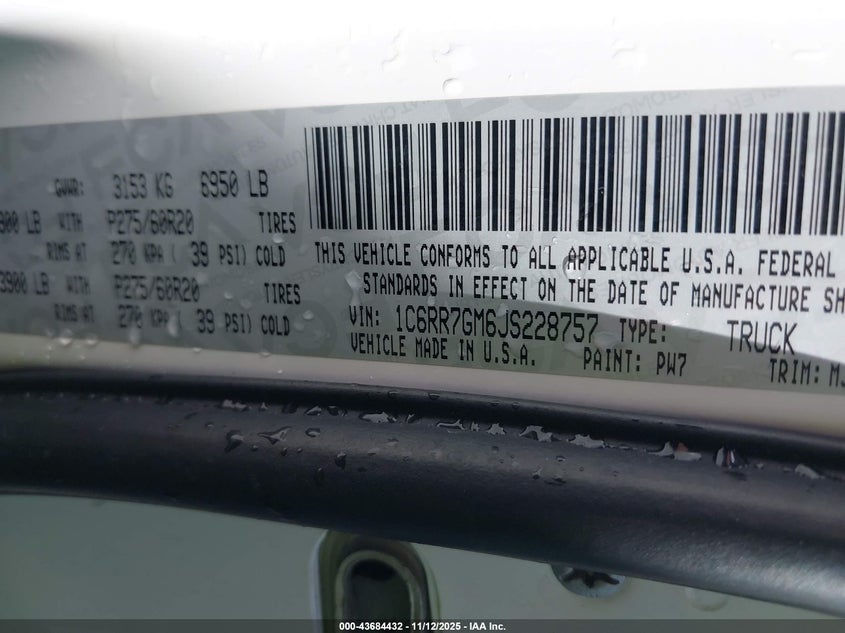 GVWR: 3153 KG 6950 LB
900 LB WITH P275/60R20 TIRES
RIMS AT 270 KPA ( 39 PSI) COLD
3900 LB WITH P275/60R20 TIRES
RIMS AT 270 KPA ( 39 PSI) COLD
THIS VEHICLE CONFORMS TO ALL APPLICABLE U.S.A. FEDERAL
STANDARDS IN EFFECT ON THE DATE OF MANUFACTURE SH
VIN: 1C6RR7GM6JS228757 TYPE: TRUCK
VEHICLE MADE IN U.S.A. PAINT: PW7 TRIM: MJ
000-43684432 - 11/12/2025 - IAA Inc.